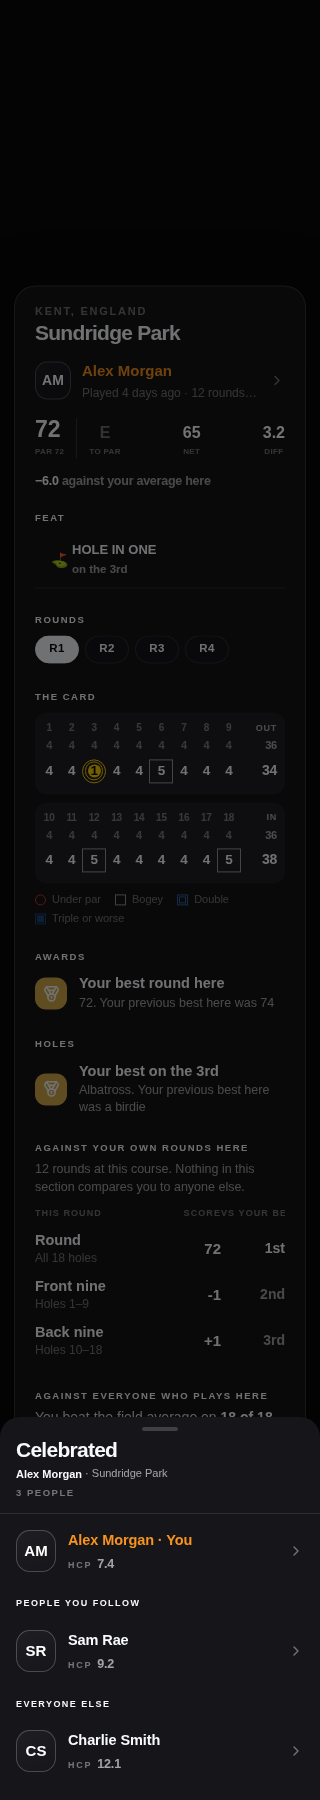 KENT, ENGLAND
Sundridge Park
AM
Alex Morgan
Played 4 days ago · 12 rounds…
72
E
65
3.2
PAR 72
TO PAR
NET
DIFF
−6.0 against your average here
FEAT
HOLE IN ONE
on the 3rd
ROUNDS
R1 R2 R3 R4
THE CARD
1 2 3 4 5 6 7 8 9 OUT
4 4 4 4 4 4 4 4 4 36
4 4 1 4 4 5 4 4 4 34
10 11 12 13 14 15 16 17 18 IN
4 4 4 4 4 4 4 4 4 36
4 4 5 4 4 4 4 4 5 38
Under par Bogey Double
Triple or worse
AWARDS
Your best round here
72. Your previous best here was 74
HOLES
Your best on the 3rd
Albatross. Your previous best here
was a birdie
AGAINST YOUR OWN ROUNDS HERE
12 rounds at this course. Nothing in this
section compares you to anyone else.
THIS ROUND SCORE VS YOUR BE
Round
All 18 holes
72 1st
Front nine
Holes 1–9
-1 2nd
Back nine
Holes 10–18
+1 3rd
AGAINST EVERYONE WHO PLAYS HERE
You beat the field average on 18 of 18
Celebrated
Alex Morgan · Sundridge Park
3 PEOPLE
AM
Alex Morgan · You
HCP 7.4
PEOPLE YOU FOLLOW
SR
Sam Rae
HCP 9.2
EVERYONE ELSE
CS
Charlie Smith
HCP 12.1